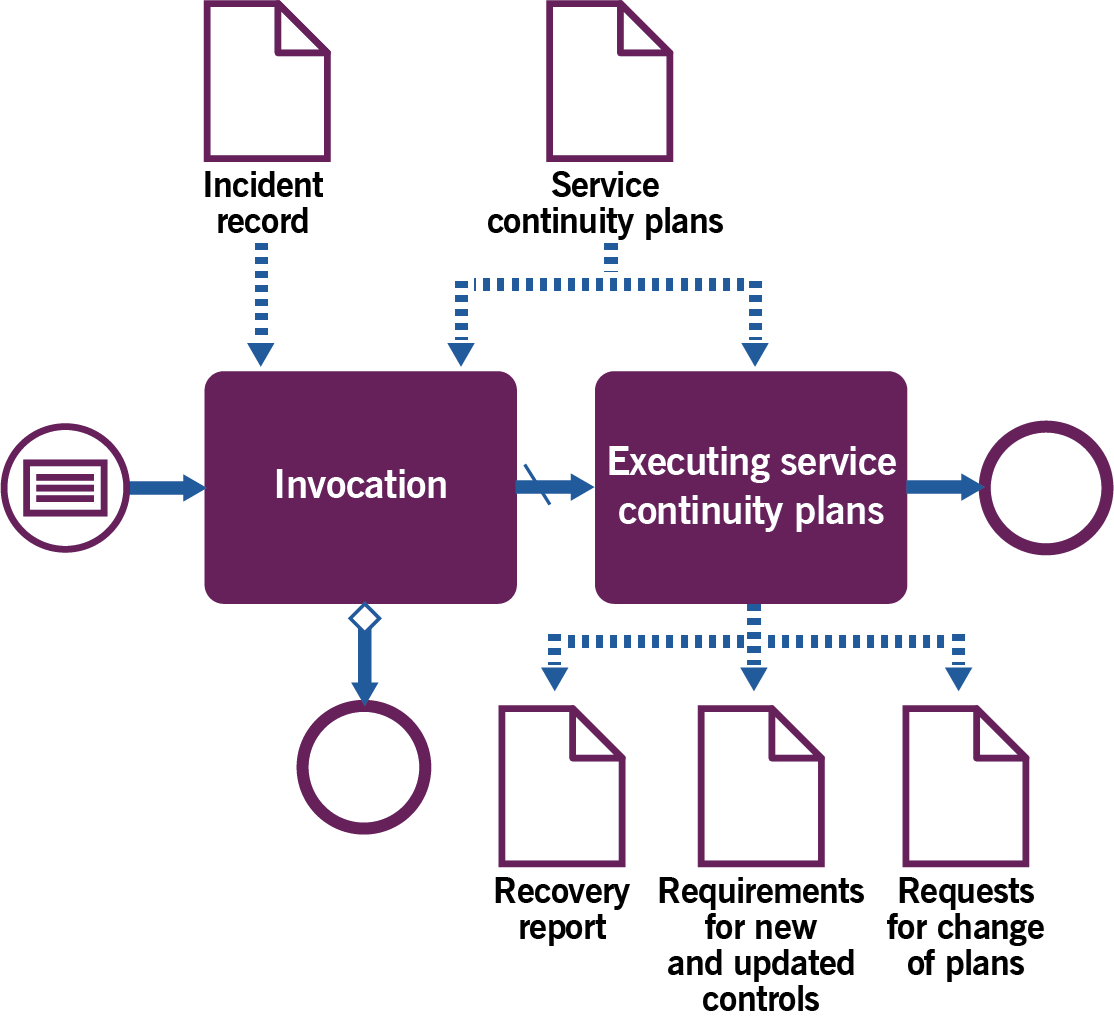 Incident
record
Service
continuity plans
Invocation
Executing service
continuity plans
Recovery
report
Requirements
for new
and updated
controls
Requests
for change
of plans